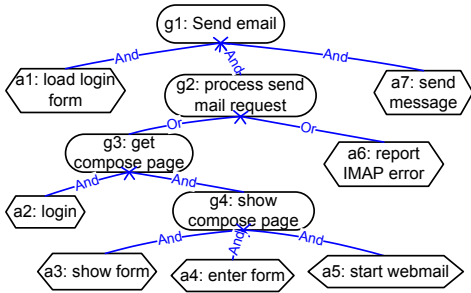 g1: Send email
And
And
And
a1: load login
form
g2: process send
mail request
a7: send
message
Or
Or
g3: get
compose page
a6: report
IMAP error
And
And
a2: login
g4: show
compose page
And
And
And
a3: show form
a4: enter form
a5: start webmail